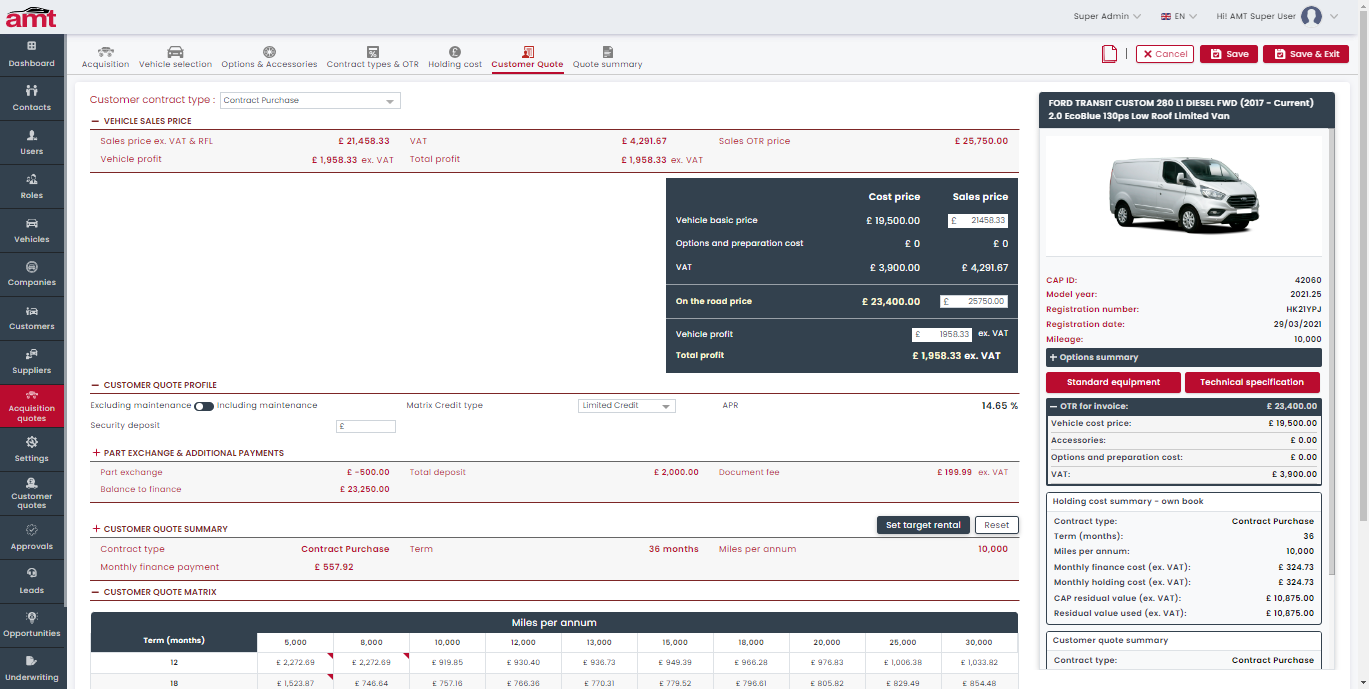 amt
Super Admin
EN
Hi! AMT Super User
Dashboard
Contacts
Users
Roles
Vehicles
Companies
Customers
Suppliers
Acquisition
quotes
Settings
Customer
quotes
Approvals
Leads
Opportunities
Underwriting
Acquisition Vehicle selection Options & Accessories Contract types & OTR Holding cost Customer Quote Quote summary
Cancel Save Save & Exit
Customer contract type : Contract Purchase
VEHICLE SALES PRICE
Sales price ex. VAT & RFL £ 21,458.33 VAT £ 4,291.67 Sales OTR price £ 25,750.00
Vehicle profit £ 1,958.33 ex. VAT Total profit £ 1,958.33 ex. VAT
Cost price Sales price
Vehicle basic price £ 19,500.00 £ 21458.33
Options and preparation cost £ 0 £ 0
VAT £ 3,900.00 £ 4,291.67
On the road price £ 23,400.00 £ 25750.00
Vehicle profit £ 1958.33 ex. VAT
Total profit £ 1,958.33 ex. VAT
CUSTOMER QUOTE PROFILE
Excluding maintenance Including maintenance Matrix Credit type Limited Credit APR 14.65 %
Security deposit £
PART EXCHANGE & ADDITIONAL PAYMENTS
Part exchange £ -500.00 Total deposit £ 2,000.00 Document fee £ 199.99 ex. VAT
Balance to finance £ 23,250.00
CUSTOMER QUOTE SUMMARY Set target rental Reset
Contract type Contract Purchase Term 36 months Miles per annum 10,000
Monthly finance payment £ 557.92
CUSTOMER QUOTE MATRIX
Miles per annum
Term (months) 5,000 8,000 10,000 12,000 13,000 15,000 18,000 20,000 25,000 30,000
12 £ 2,272.69 £ 2,272.69 £ 919.85 £ 930.40 £ 936.73 £ 949.39 £ 966.28 £ 976.83 £ 1,006.38 £ 1,033.82
18 £ 1,523.87 £ 746.64 £ 757.16 £ 766.36 £ 770.31 £ 779.52 £ 796.61 £ 805.82 £ 829.49 £ 854.48
FORD TRANSIT CUSTOM 280 L1 DIESEL FWD (2017 - Current)
2.0 EcoBlue 130ps Low Roof Limited Van
CAP ID: 42060
Model year: 2021.25
Registration number: HK21YPJ
Registration date: 29/03/2021
Mileage: 10,000
Options summary
Standard equipment Technical specification
OTR for invoice: £ 23,400.00
Vehicle cost price: £ 19,500.00
Accessories: £ 0.00
Options and preparation cost: £ 0.00
VAT: £ 3,900.00
Holding cost summary - own book
Contract type: Contract Purchase
Term (months): 36
Miles per annum: 10,000
Monthly finance cost (ex. VAT): £ 324.73
Monthly holding cost (ex. VAT): £ 324.73
CAP residual value (ex. VAT): £ 10,875.00
Residual value used (ex. VAT): £ 10,875.00
Customer quote summary
Contract type: Contract Purchase